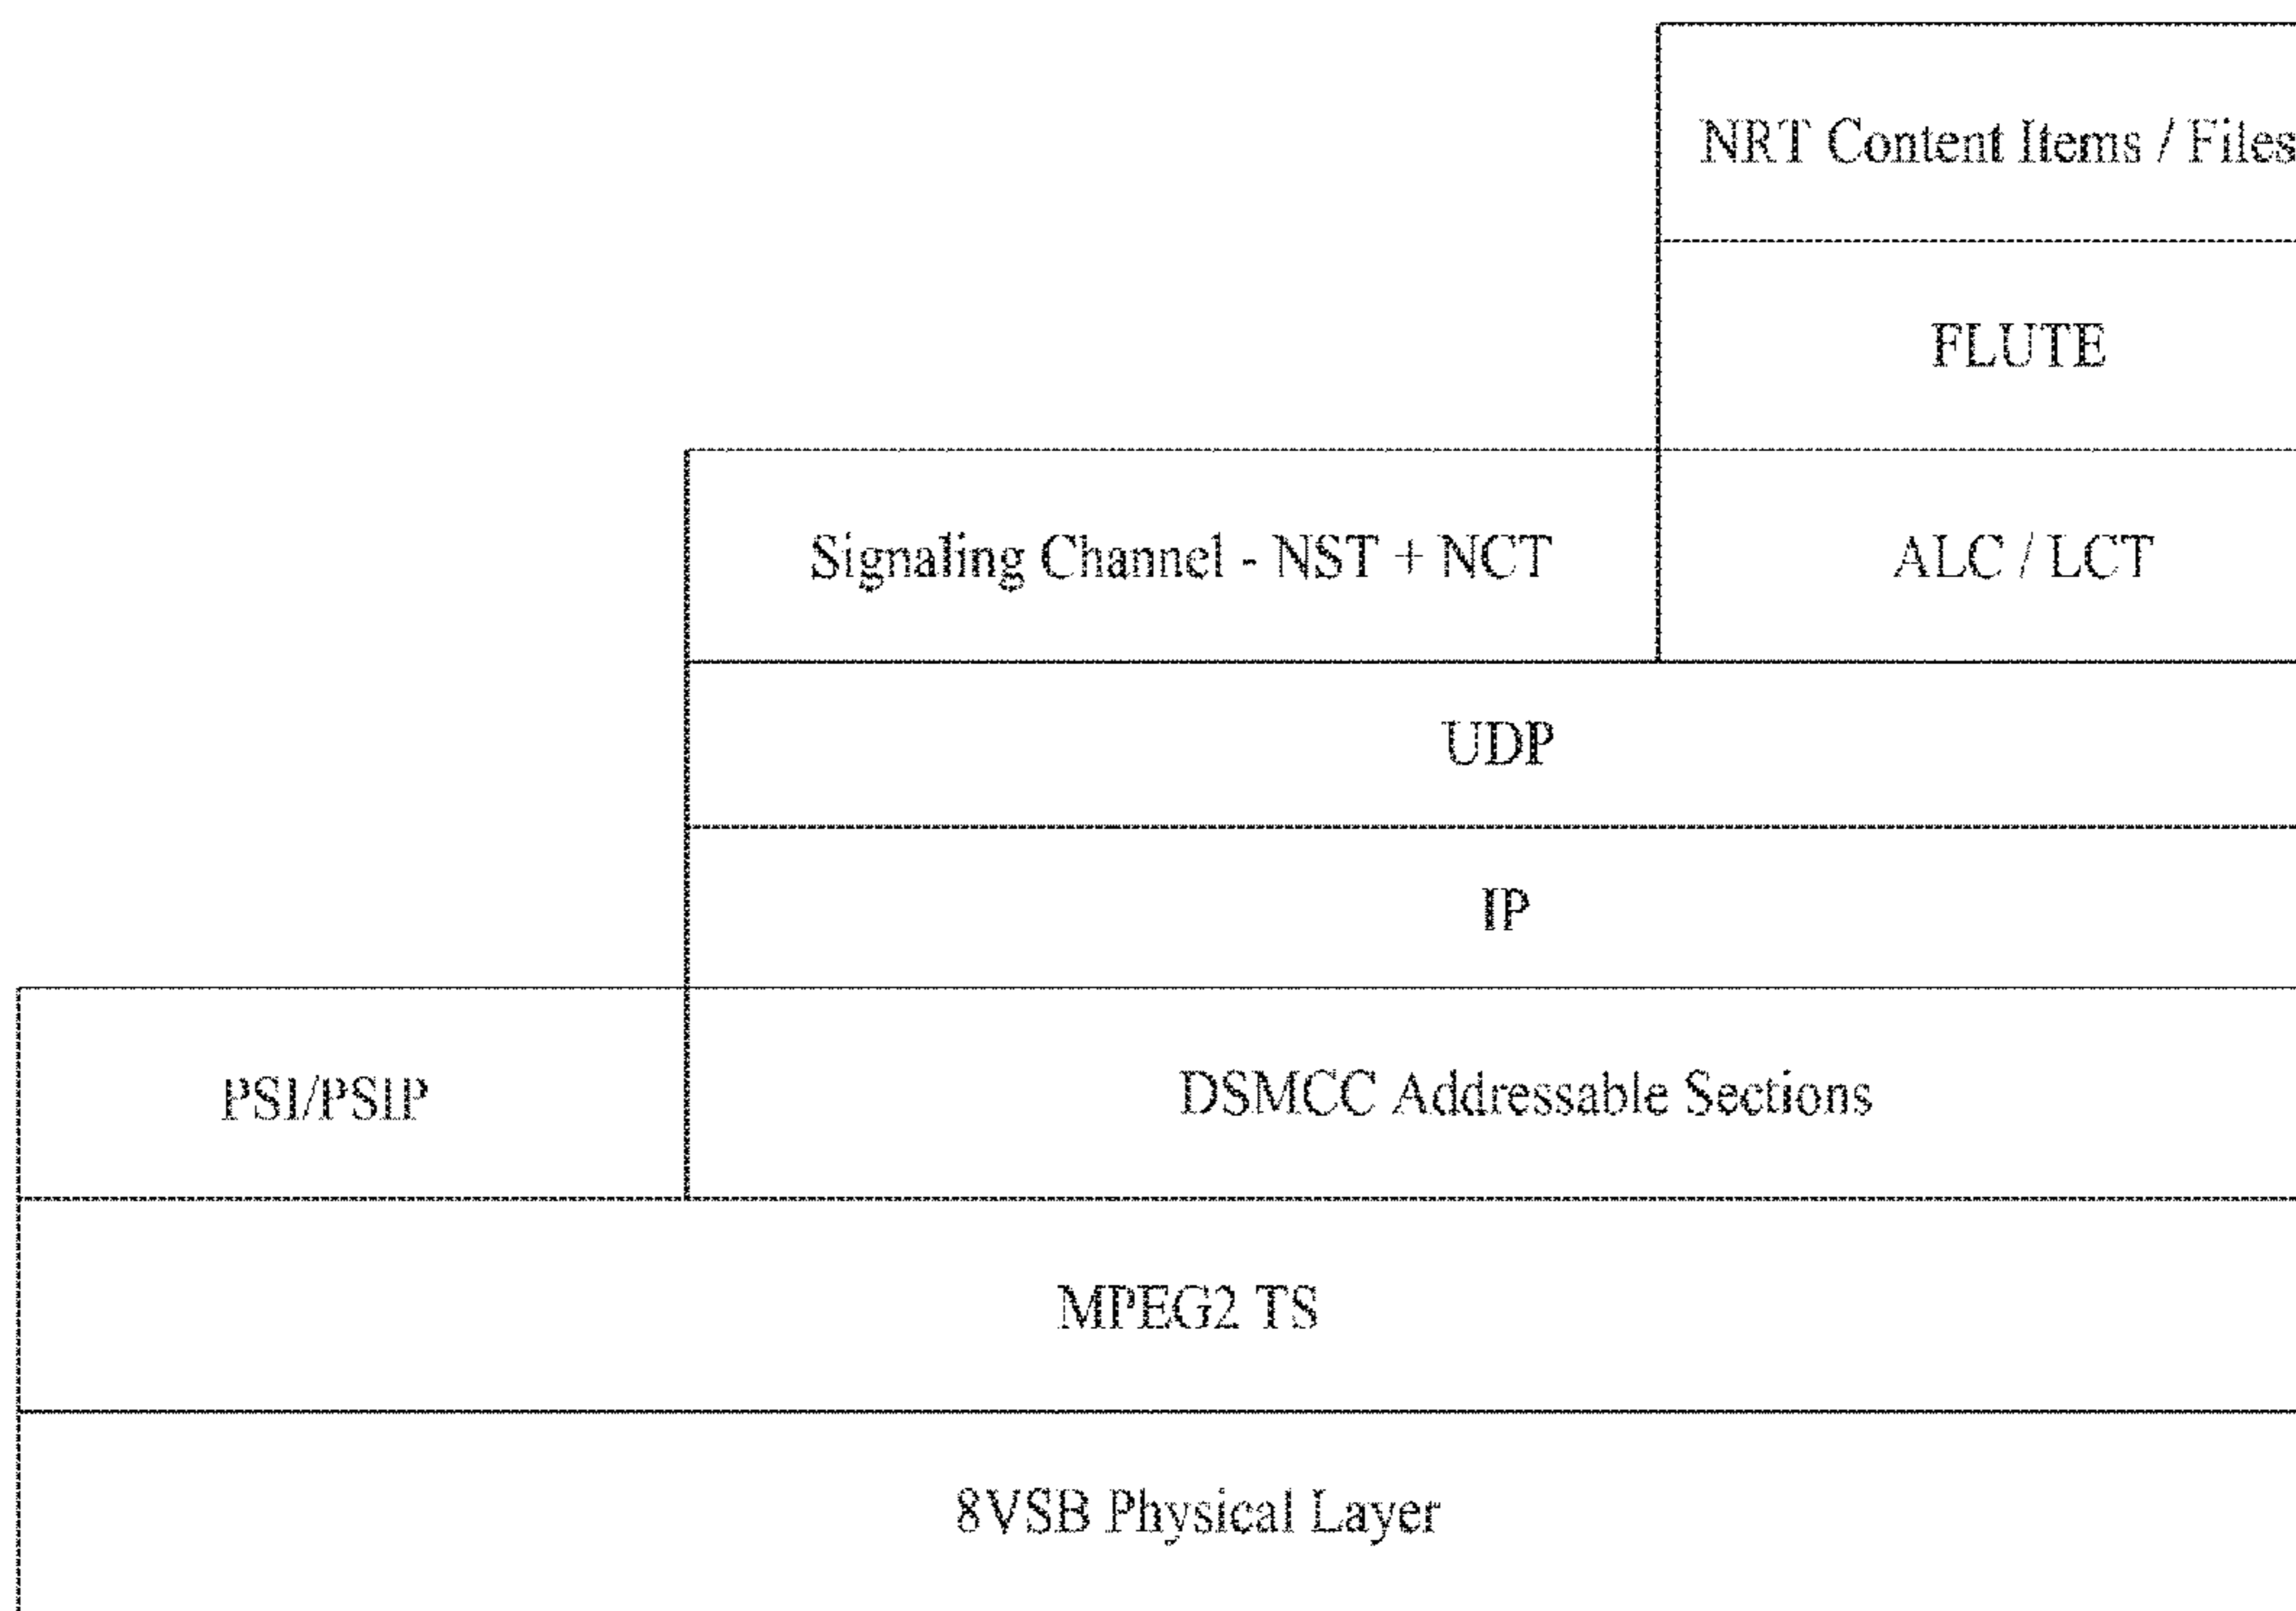 NRT Content Items / Files
FLUTE
Signaling Channel - NST + NCT
ALC / LCT
UDP
IP
PSI/PSIP
DSMCC Addressable Sections
MPEG2 TS
8VSB Physical Layer